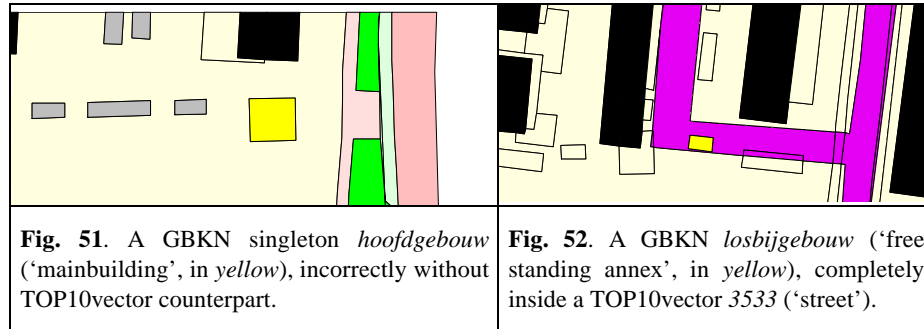 Fig. 51. A GBKN singleton hoofdgebouw
(‘mainbuilding’, in yellow), incorrectly without
TOP10vector counterpart.
Fig. 52. A GBKN losbijgebouw (‘free
standing annex’, in yellow), completely
inside a TOP10vector 3533 (‘street’).